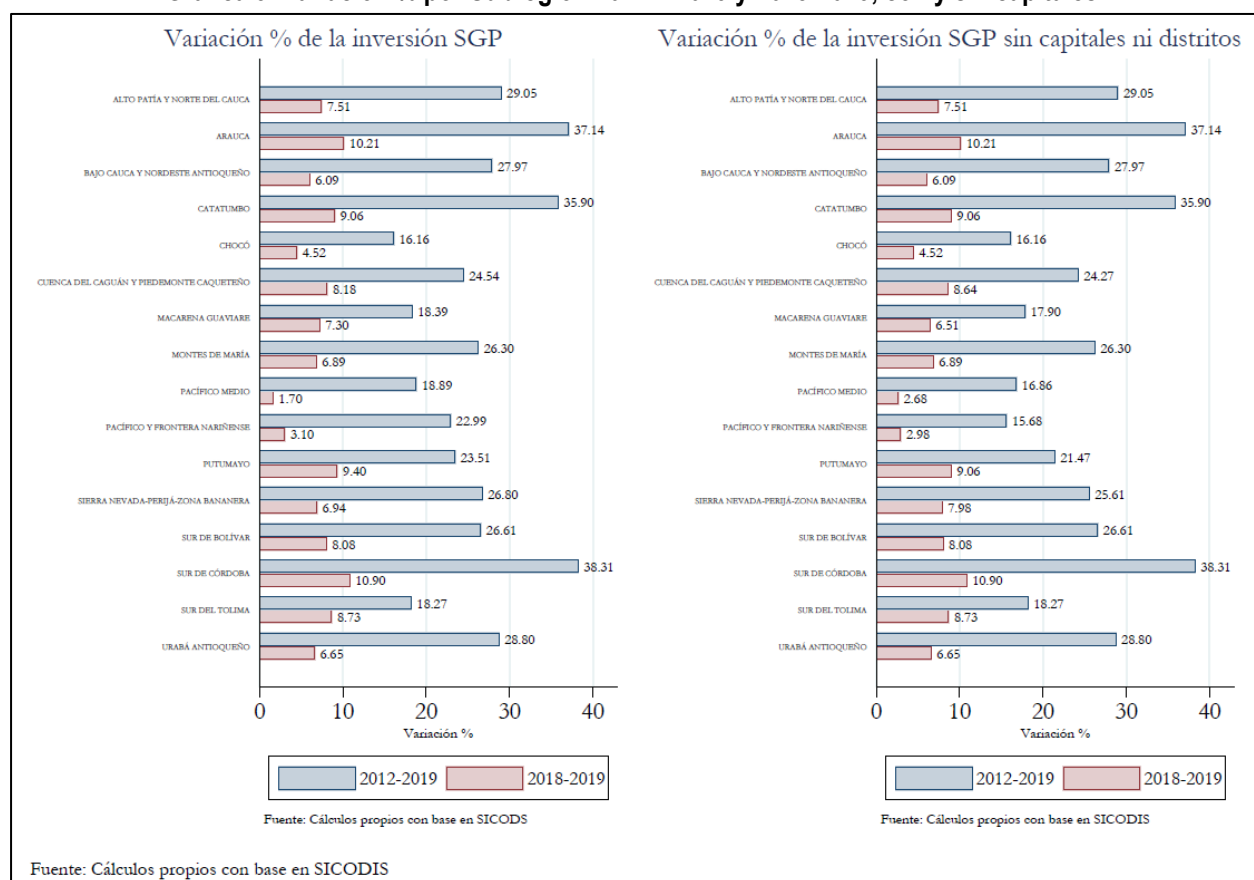 Variación % de la inversión SGP
ALTO PATÍA Y NORTE DEL CAUCA
29.05
7.51
ARAUCA
37.14
10.21
BAJO CAUCA Y NORDESTE ANTIOQUEÑO
27.97
6.09
CATATUMBO
35.90
9.06
CHOCÓ
16.16
4.52
CUENCA DEL CAGUÁN Y PIEDEMONTE CAQUETEÑO
24.54
8.18
MACARENA GUAVIARE
18.39
7.30
MONTES DE MARÍA
26.30
6.89
PACÍFICO MEDIO
18.89
1.70
PACÍFICO Y FRONTERA NARIÑENSE
22.99
3.10
PUTUMAYO
23.51
9.40
SIERRA NEVADA-PERIJÁ-ZONA BANANERA
26.80
6.94
SUR DE BOLÍVAR
26.61
8.08
SUR DE CÓRDOBA
38.31
10.90
SUR DEL TOLIMA
18.27
8.73
URABÁ ANTIOQUEÑO
28.80
6.65
0 10 20 30 40
Variación %
2012-2019 2018-2019
Fuente: Cálculos propios con base en SICODS
Variación % de la inversión SGP sin capitales ni distritos
ALTO PATÍA Y NORTE DEL CAUCA
29.05
7.51
ARAUCA
37.14
10.21
BAJO CAUCA Y NORDESTE ANTIOQUEÑO
27.97
6.09
CATATUMBO
35.90
9.06
CHOCÓ
16.16
4.52
CUENCA DEL CAGUÁN Y PIEDEMONTE CAQUETEÑO
24.27
8.64
MACARENA GUAVIARE
17.90
6.51
MONTES DE MARÍA
26.30
6.89
PACÍFICO MEDIO
16.86
2.68
PACÍFICO Y FRONTERA NARIÑENSE
15.68
2.98
PUTUMAYO
21.47
9.06
SIERRA NEVADA-PERIJÁ-ZONA BANANERA
25.61
7.98
SUR DE BOLÍVAR
26.61
8.08
SUR DE CÓRDOBA
38.31
10.90
SUR DEL TOLIMA
18.27
8.73
URABÁ ANTIOQUEÑO
28.80
6.65
0 10 20 30 40
Variación %
2012-2019 2018-2019
Fuente: Cálculos propios con base en SICODIS
Fuente: Cálculos propios con base en SICODIS